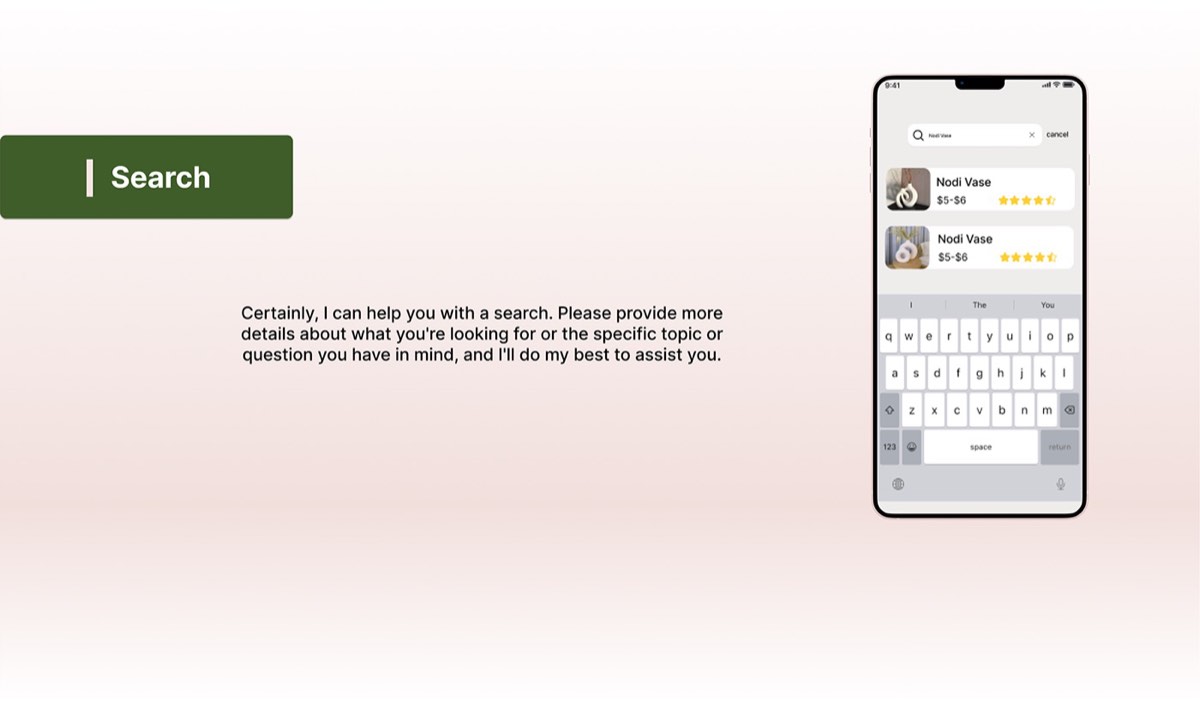 Search
Certainly, I can help you with a search. Please provide more
details about what you're looking for or the specific topic or
question you have in mind, and I'll do my best to assist you.
9:41
Nodi Vase
cancel
Nodi Vase
$5-$6
Nodi Vase
$5-$6
I The You
q w e r t y u i o p
a s d f g h j k l
z x c v b n m
123 space return